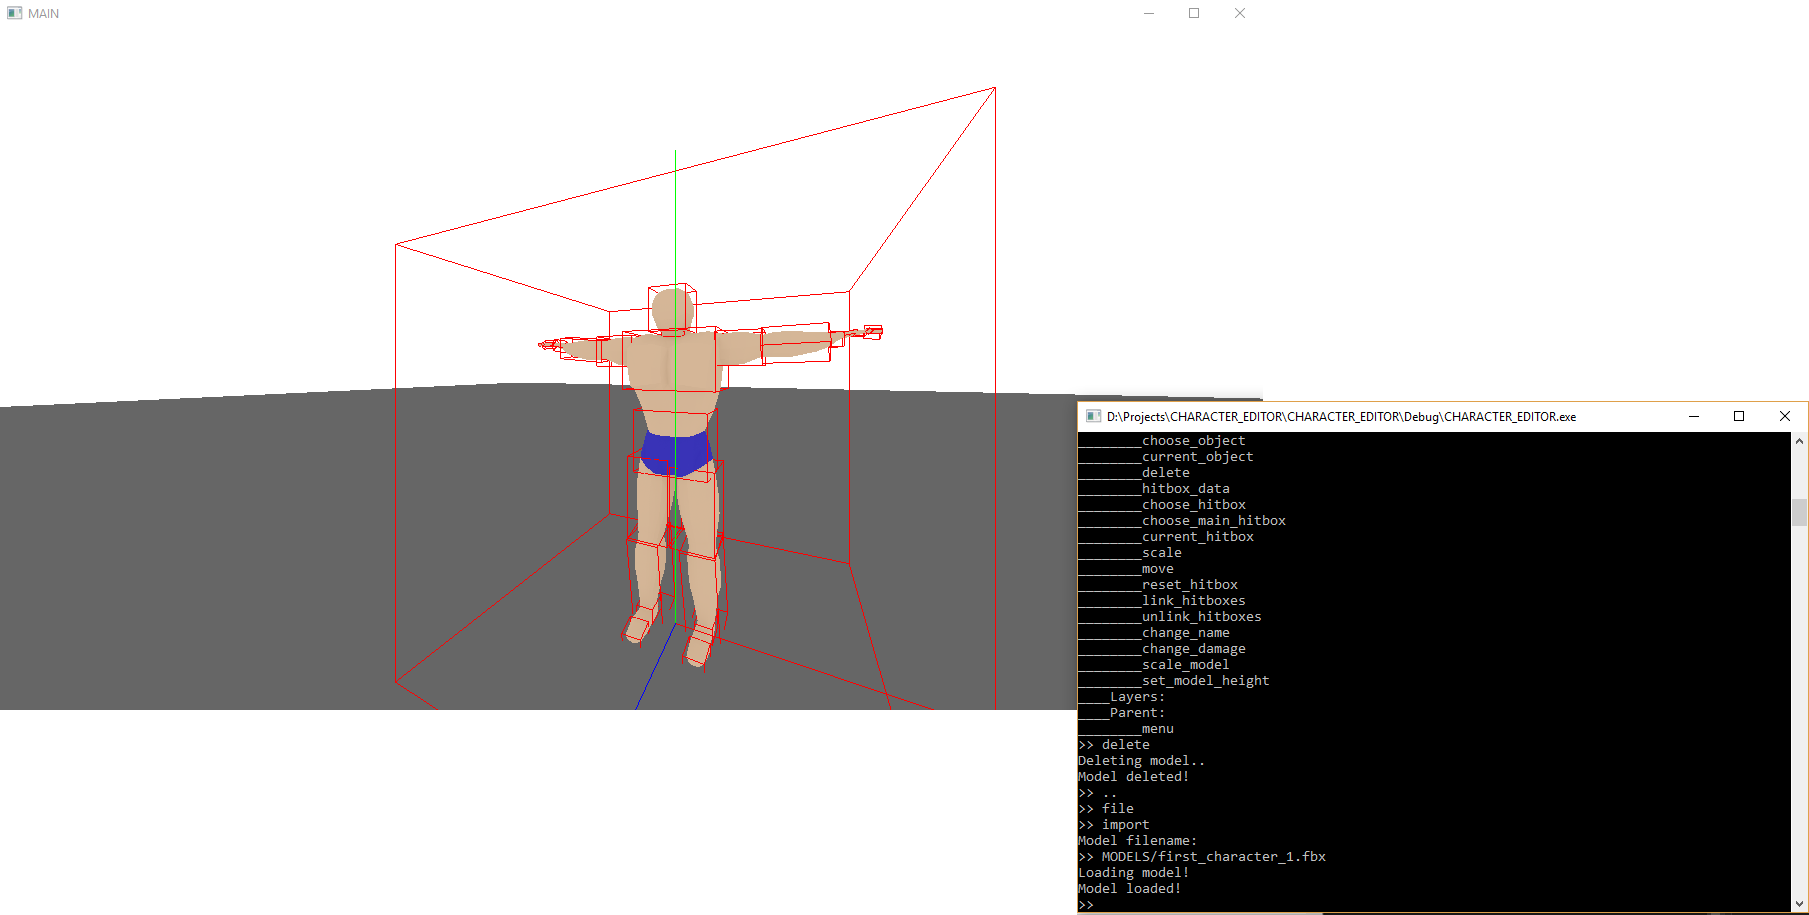 MAIN
D:\Projects\CHARACTER_EDITOR\CHARACTER_EDITOR\Debug\CHARACTER_EDITOR.exe
________choose_object
________current_object
________delete
________hitbox_data
________choose_hitbox
________choose_main_hitbox
________current_hitbox
________scale
________move
________reset_hitbox
________link_hitboxes
________unlink_hitboxes
________change_name
________change_damage
________scale_model
________set_model_height
____Layers:
____Parent:
________menu
>> delete
Deleting model..
Model deleted!
>> ..
>> file
>> import
Model filename:
>> MODELS/first_character_1.fbx
Loading model!
Model loaded!
>>